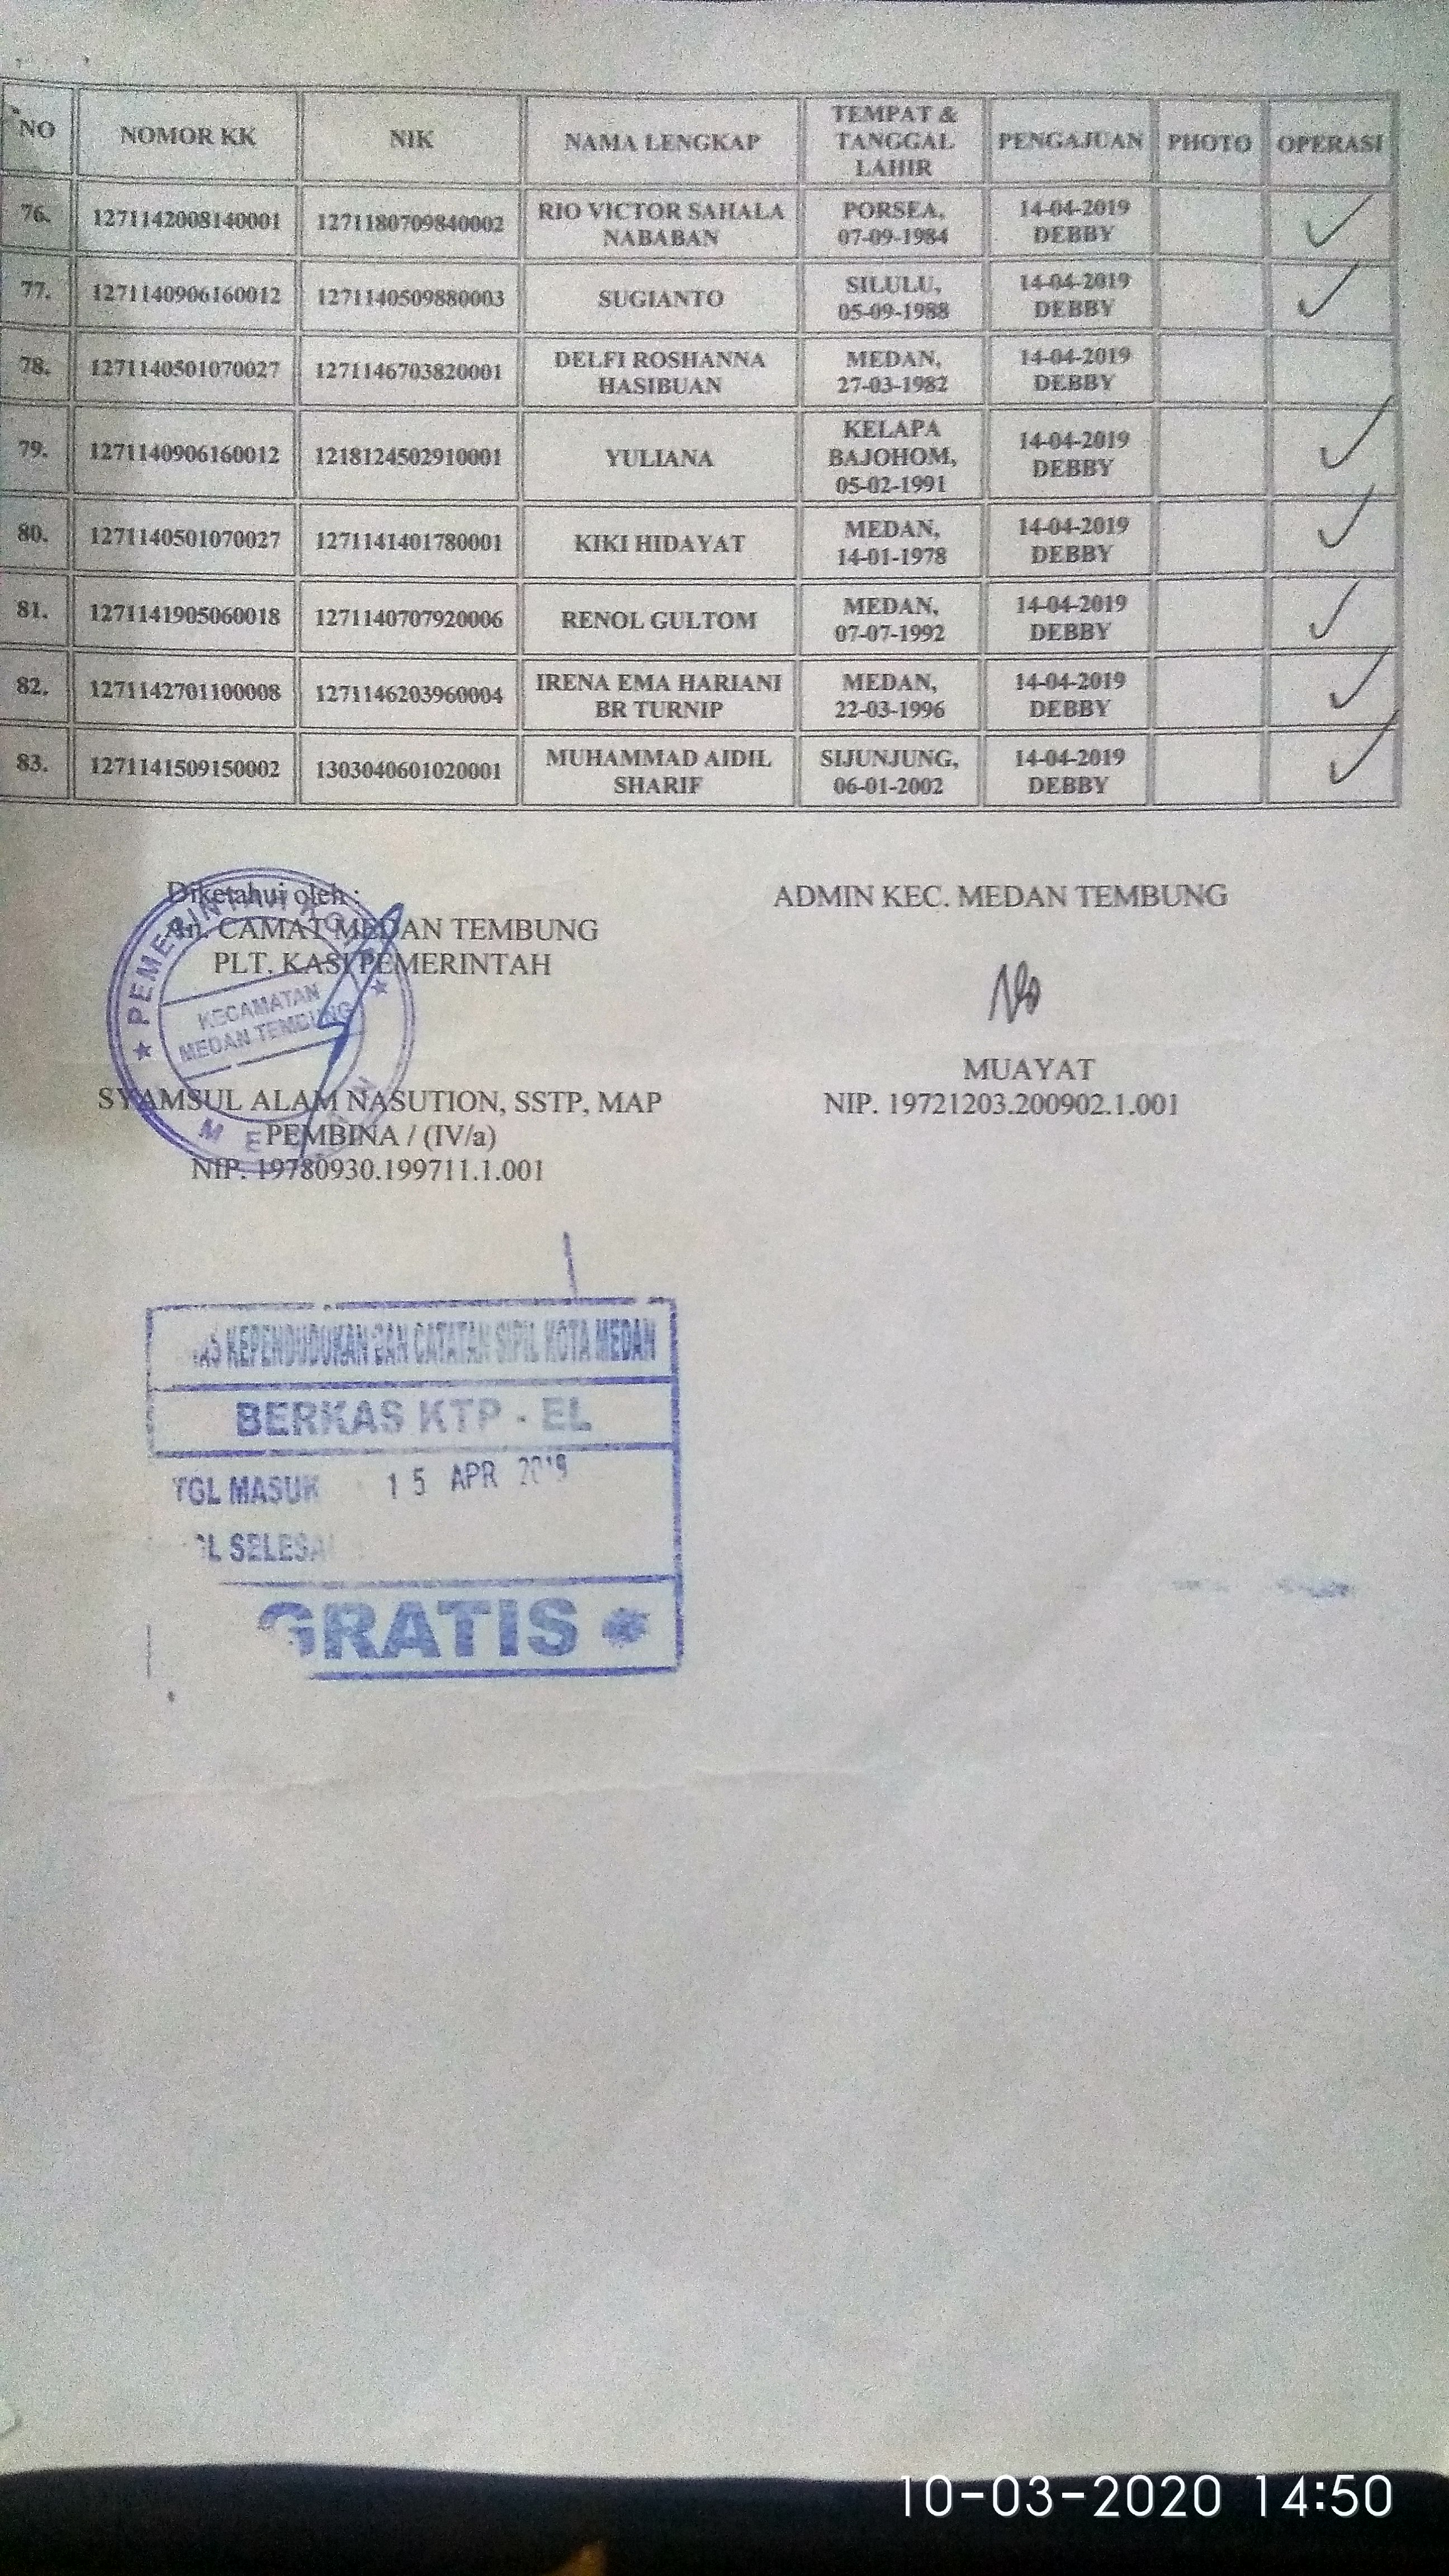 NO NOMOR KK NIK NAMA LENGKAP TEMPAT & TANGGAL LAHIR PENGAJUAN PHOTO OPERASI
76. 1271142008140001 1271180709840002 RIO VICTOR SAHALA NABABAN PORSEA, 07-09-1984 14-04-2019 DEBBY
77. 1271140906160012 1271140509880003 SUGIANTO SILULU, 05-09-1988 14-04-2019 DEBBY
78. 1271140501070027 1271146703820001 DELFI ROSHANNA HASIBUAN MEDAN, 27-03-1982 14-04-2019 DEBBY
79. 1271140906160012 1218124502910001 YULIANA KELAPA BAJOHOM, 05-02-1991 14-04-2019 DEBBY
80. 1271140501070027 1271141401780001 KIKI HIDAYAT MEDAN, 14-01-1978 14-04-2019 DEBBY
81. 1271141905060018 1271140707920006 RENOL GULTOM MEDAN, 07-07-1992 14-04-2019 DEBBY
82. 1271142701100008 1271146203960004 IRENA EMA HARIANI BR TURNIP MEDAN, 22-03-1996 14-04-2019 DEBBY
83. 1271141509150002 1303040601020001 MUHAMMAD AIDIL SHARIF SIJUNJUNG, 06-01-2002 14-04-2019 DEBBY
Diketahui oleh :
An. CAMAT MEDAN TEMBUNG
PLT. KASI PEMERINTAH
PEMERINTAH
KECAMATAN
MEDAN TEMBUNG
SYAMSUL ALAM NASUTION, SSTP, MAP
PEMBINA / (IV/a)
NIP. 19780930.199711.1.001
ADMIN KEC. MEDAN TEMBUNG
MUAYAT
NIP. 19721203.200902.1.001
KEPENDUDUKAN DAN CATATAN SIPIL KOTA MEDAN
BERKAS KTP - EL
TGL MASUK 15 APR 2019
SELESAI
GRATIS
10-03-2020 14:50